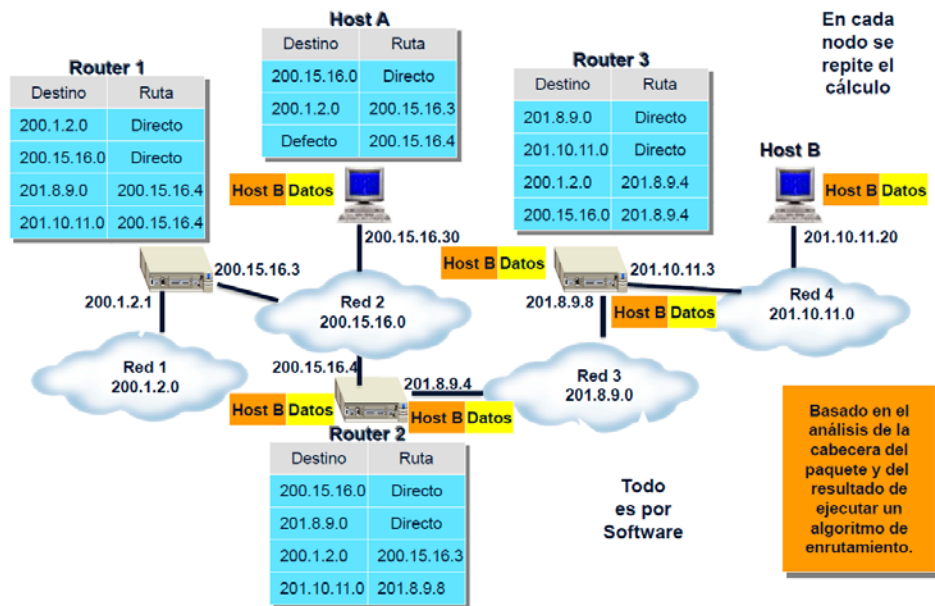 Host A
Destino Ruta
200.15.16.0 Directo
200.1.2.0 200.15.16.3
Defecto 200.15.16.4
En cada
nodo se
repite el
cálculo
Router 1
Destino Ruta
200.1.2.0 Directo
200.15.16.0 Directo
201.8.9.0 200.15.16.4
201.10.11.0 200.15.16.4
Router 3
Destino Ruta
201.8.9.0 Directo
201.10.11.0 Directo
200.1.2.0 201.8.9.4
200.15.16.0 201.8.9.4
Host B
Host B Datos
Host B Datos
200.15.16.30
201.10.11.20
Host B Datos
200.15.16.3
201.10.11.3
200.1.2.1
201.8.9.8
Host B Datos
Red 2
200.15.16.0
Red 4
201.10.11.0
Red 1
200.1.2.0
200.15.16.4
201.8.9.4
Red 3
201.8.9.0
Host B Datos
Host B Datos
Router 2
Destino Ruta
200.15.16.0 Directo
201.8.9.0 Directo
200.1.2.0 200.15.16.3
201.10.11.0 201.8.9.8
Todo
es por
Software
Basado en el
análisis de la
cabecera del
paquete y del
resultado de
ejecutar un
algoritmo de
enrutamiento.